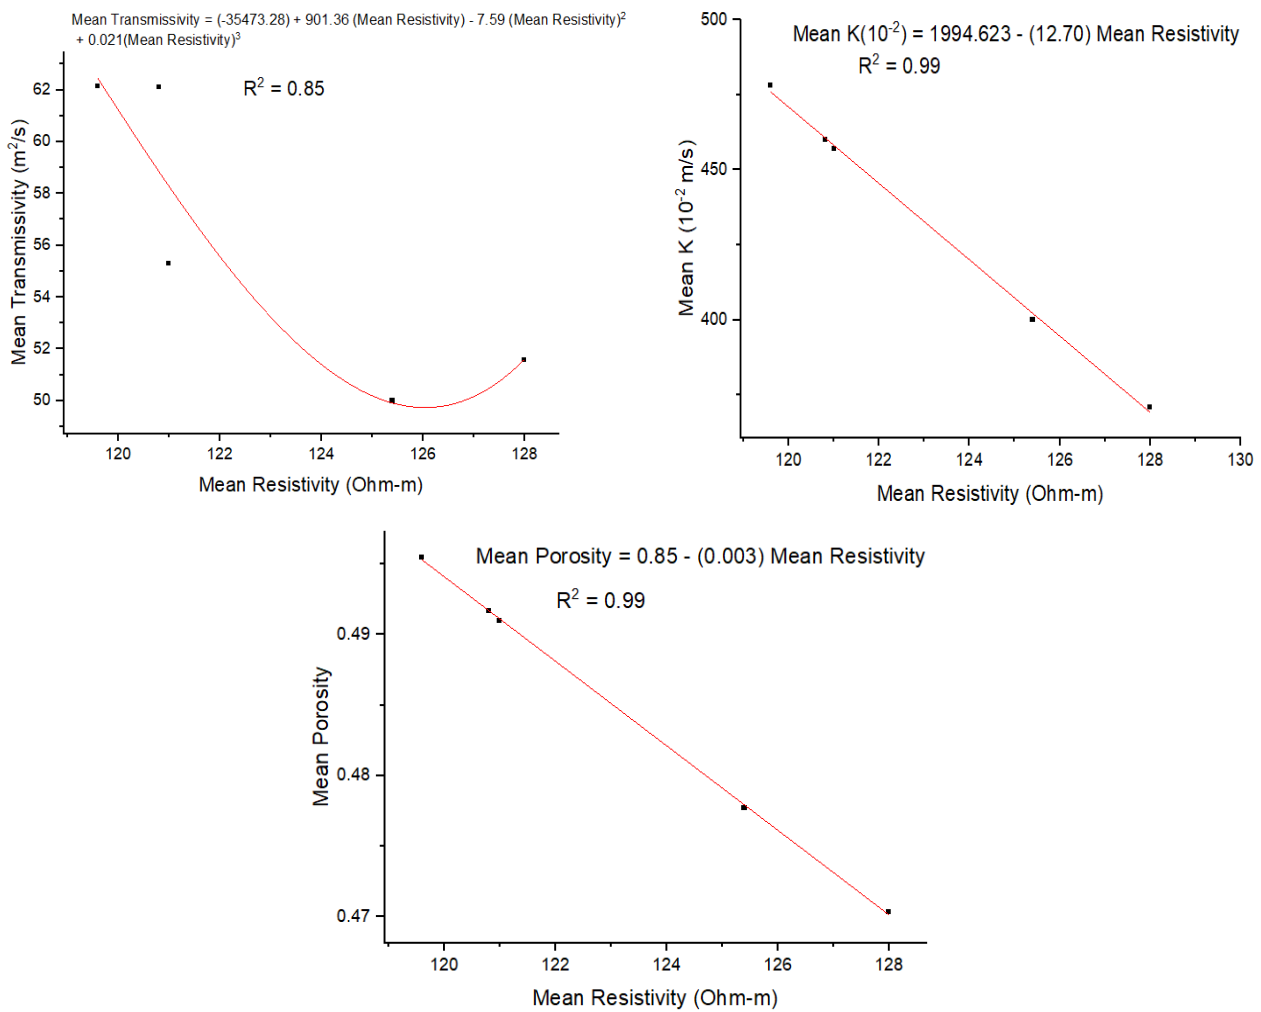 Mean Transmissivity = (-35473.28) + 901.36 (Mean Resistivity) - 7.59 (Mean Resistivity)²
+ 0.021(Mean Resistivity)³
R² = 0.85
Mean Transmissivity (m²/s)
62
60
58
56
54
52
50
120 122 124 126 128
Mean Resistivity (Ohm-m)
Mean K(10⁻²) = 1994.623 - (12.70) Mean Resistivity
R² = 0.99
Mean K (10⁻² m/s)
500
450
400
120 122 124 126 128 130
Mean Resistivity (Ohm-m)
Mean Porosity = 0.85 - (0.003) Mean Resistivity
R² = 0.99
Mean Porosity
0.49
0.48
0.47
120 122 124 126 128
Mean Resistivity (Ohm-m)